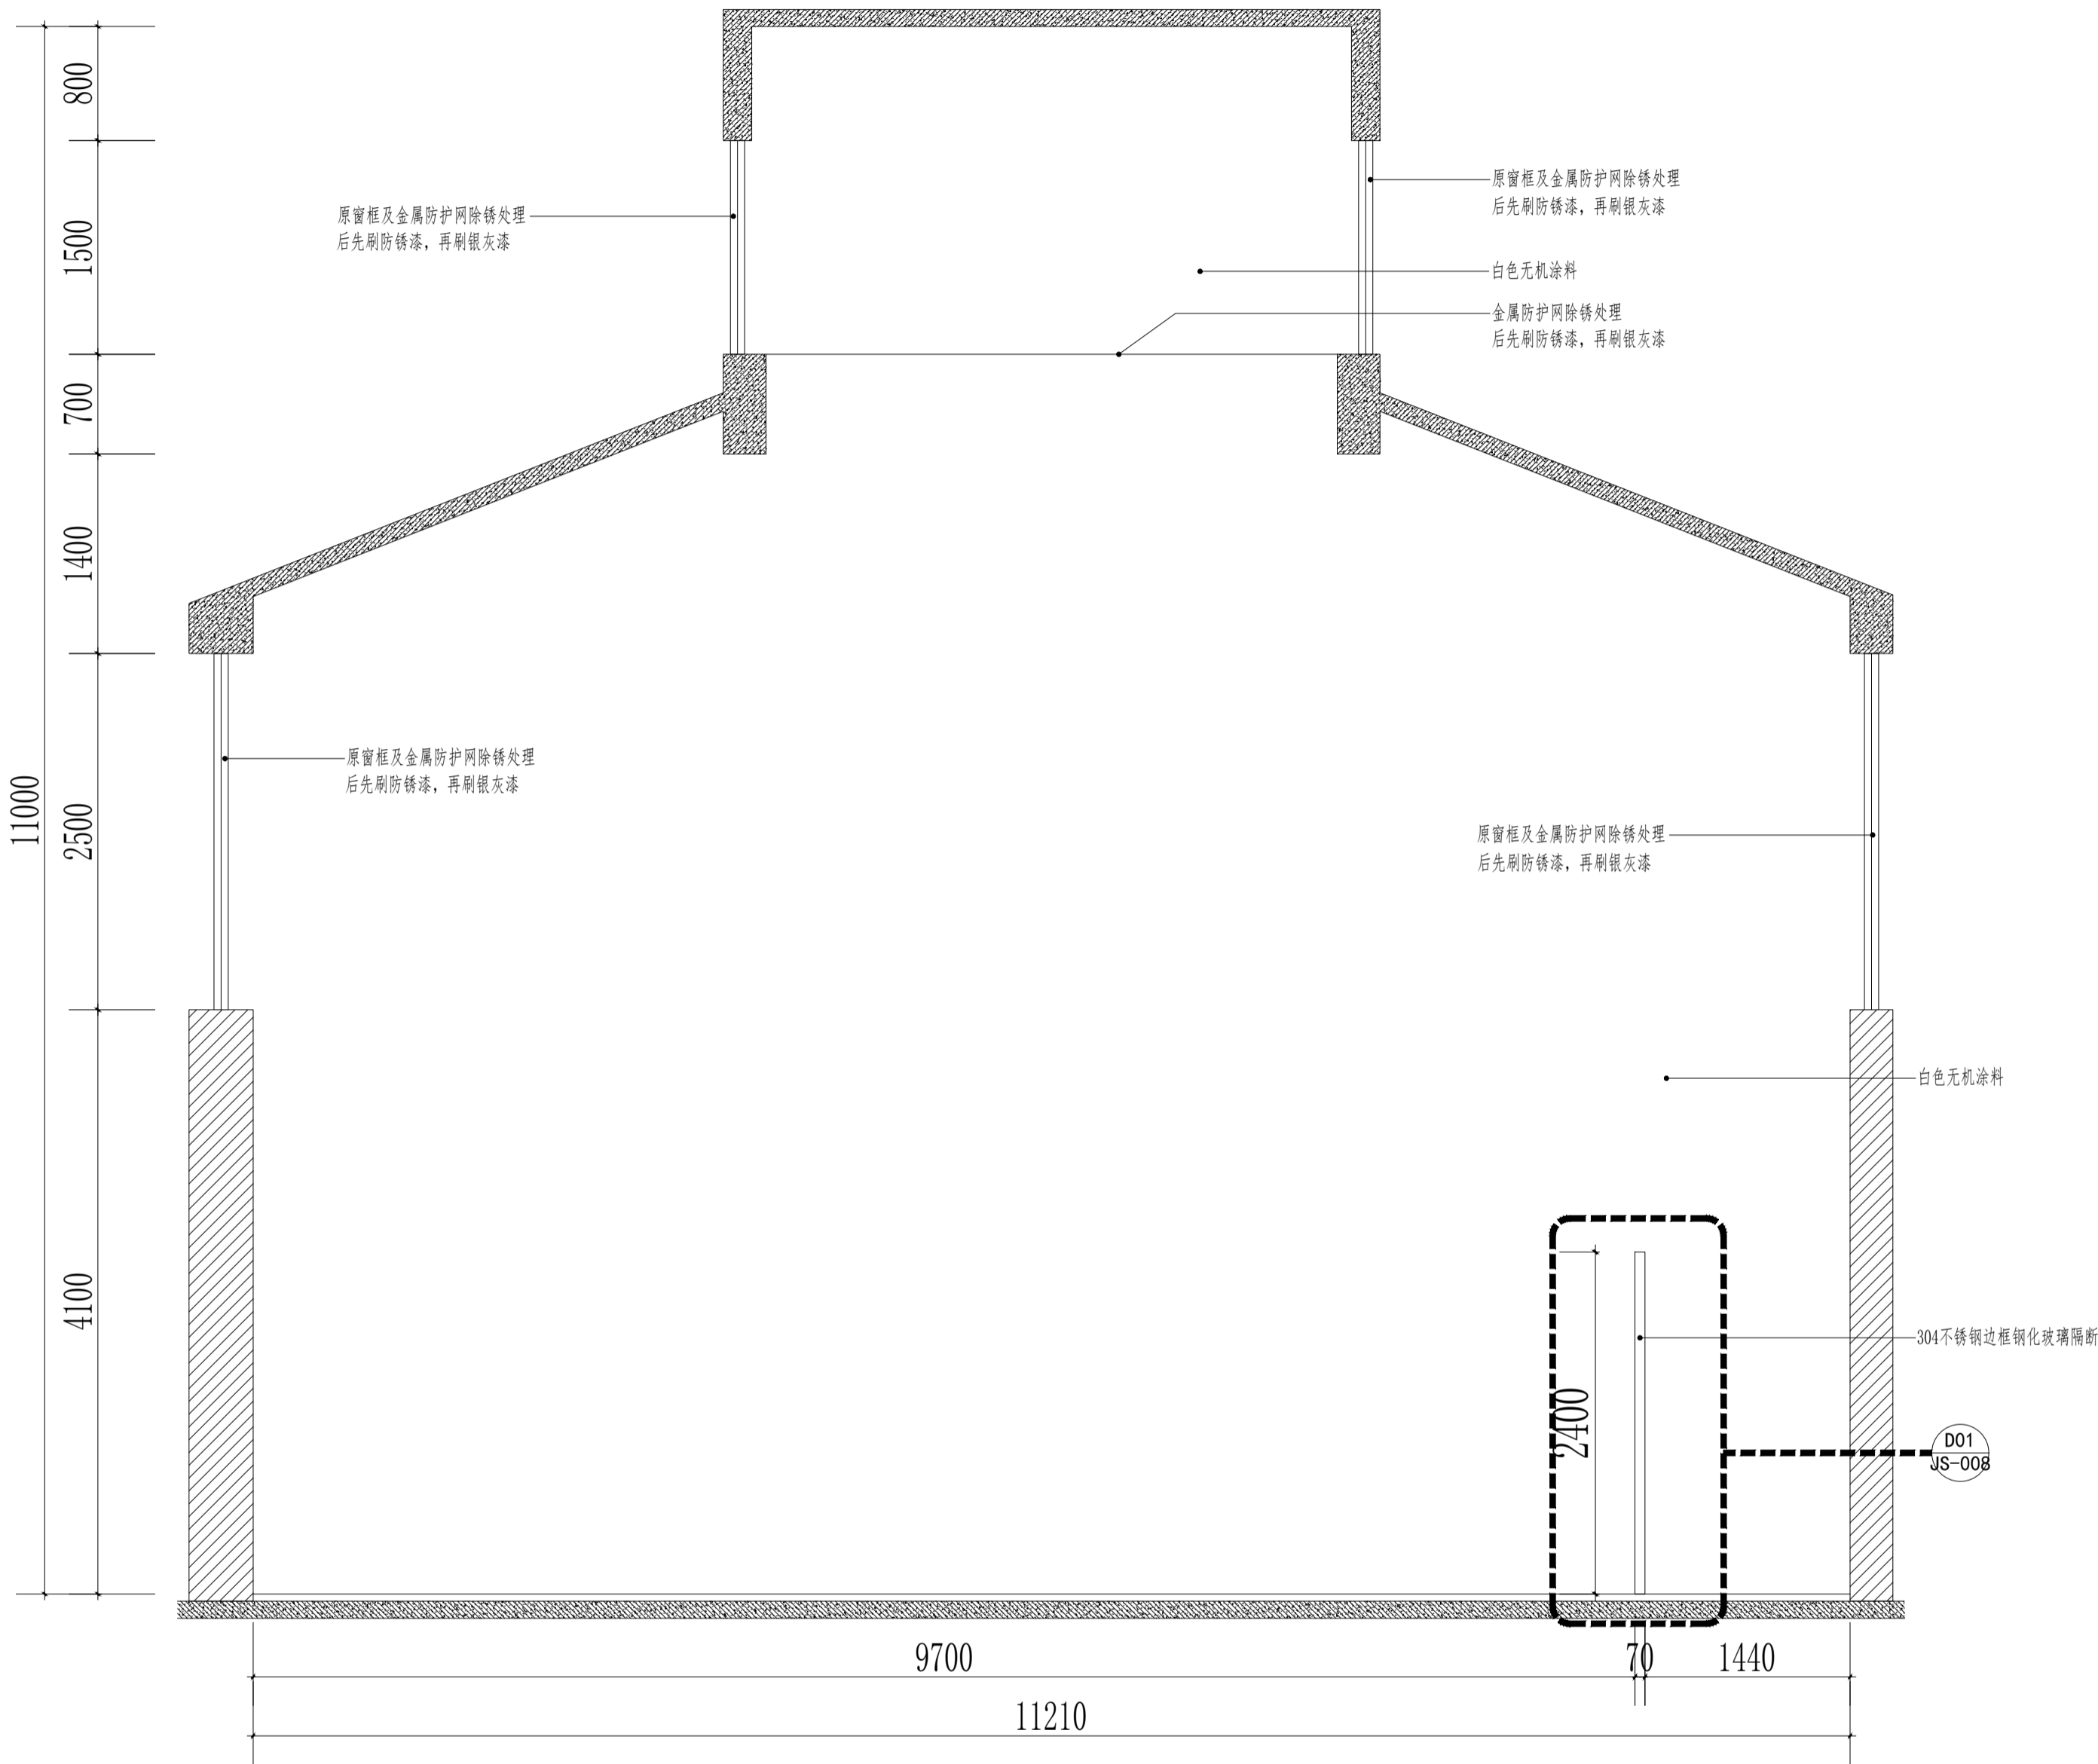 800
1500
700
1400
2500
4100
11000
原窗框及金属防护网除锈处理
后先刷防锈漆，再刷银灰漆
原窗框及金属防护网除锈处理
后先刷防锈漆，再刷银灰漆
白色无机涂料
金属防护网除锈处理
后先刷防锈漆，再刷银灰漆
原窗框及金属防护网除锈处理
后先刷防锈漆，再刷银灰漆
原窗框及金属防护网除锈处理
后先刷防锈漆，再刷银灰漆
白色无机涂料
304不锈钢边框钢化玻璃隔断
2400
D01
JS-008
9700
70
1440
11210